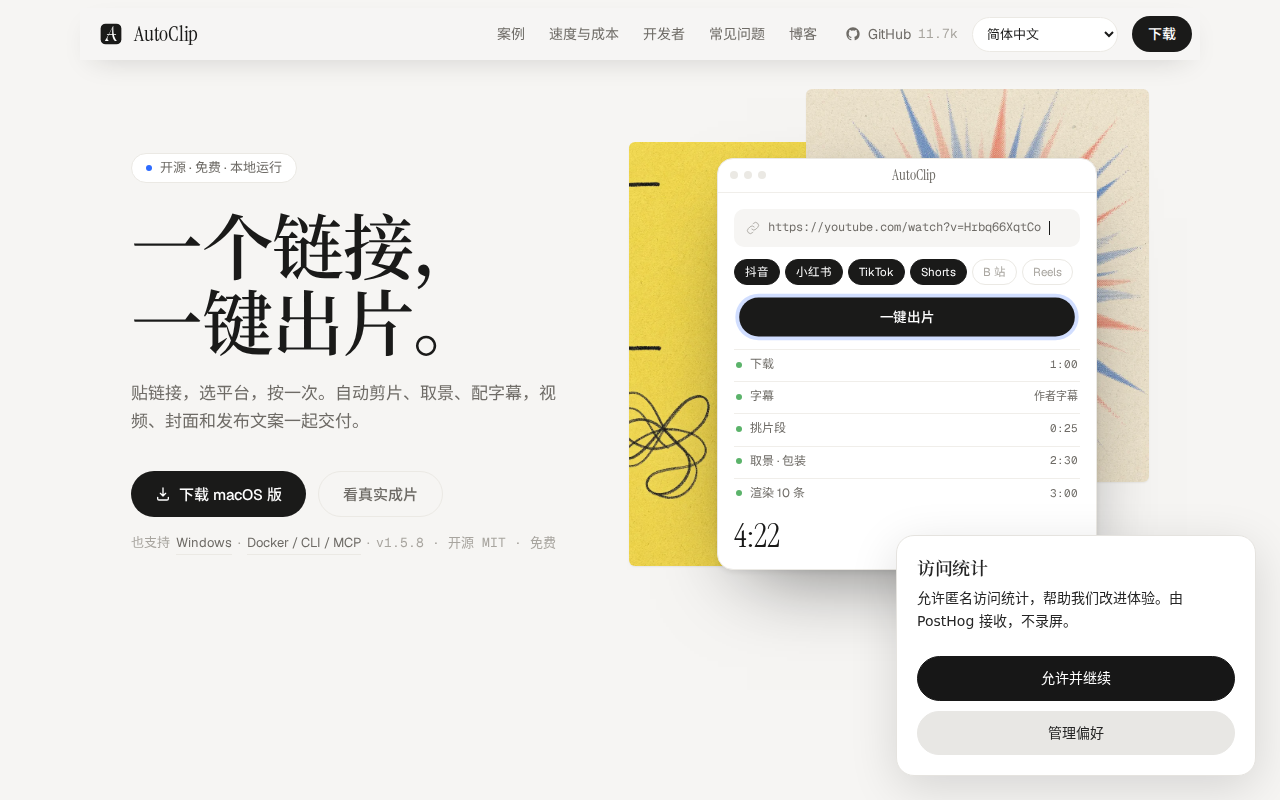 A AutoClip
案例 速度与成本 开发者 常见问题 博客 GitHub 11.7k 简体中文 下载
开源 · 免费 · 本地运行
一个链接，
一键出片。
贴链接，选平台，按一次。自动剪片、取景、配字幕，视
频、封面和发布文案一起交付。
下载 macOS 版 看真实成片
也支持 Windows · Docker / CLI / MCP · v1.5.8 · 开源 MIT · 免费
AutoClip
https://youtube.com/watch?v=Hrbq66XqtCo
抖音 小红书 TikTok Shorts B 站 Reels
一键出片
下载 1:00
字幕 作者字幕
挑片段 0:25
取景 · 包装 2:30
渲染 10 条 3:00
4:22
访问统计
允许匿名访问统计，帮助我们改进体验。由
PostHog 接收，不录屏。
允许并继续
管理偏好